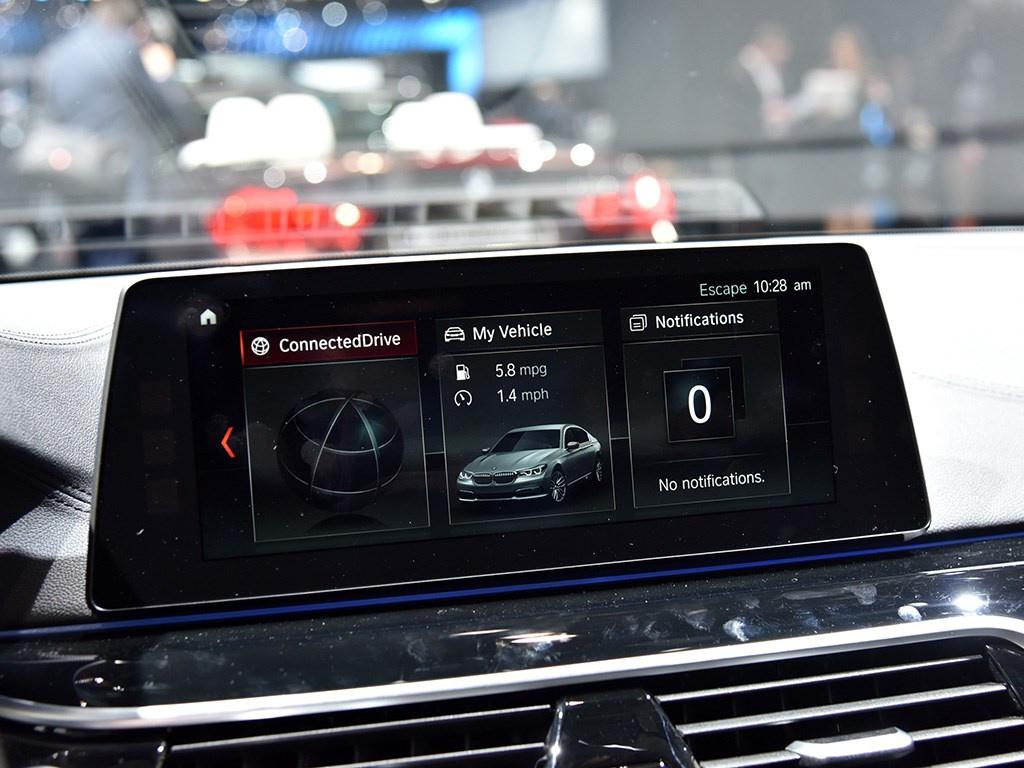 Escape 10:28 am
ConnectedDrive
My Vehicle
5.8 mpg
1.4 mph
Notifications
0
No notifications.